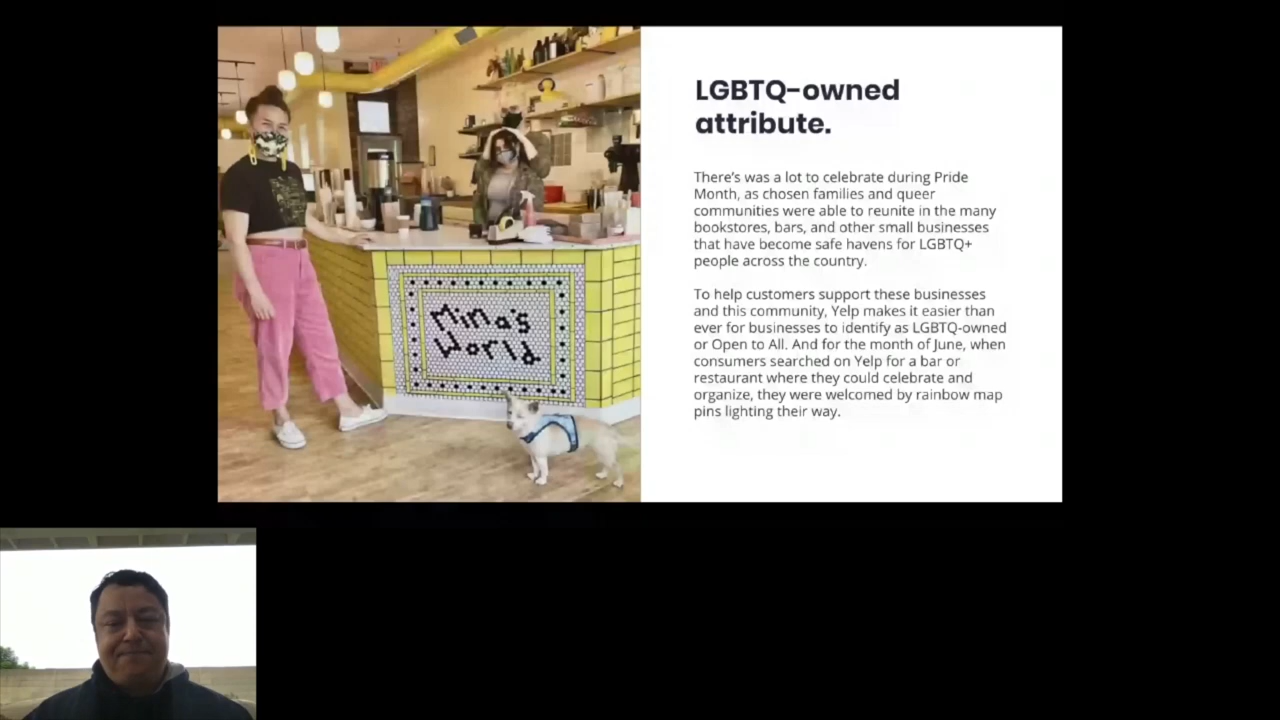 LGBTQ-owned
attribute.
There's was a lot to celebrate during Pride
Month, as chosen families and queer
communities were able to reunite in the many
bookstores, bars, and other small businesses
that have become safe havens for LGBTQ+
people across the country.
To help customers support these businesses
and this community, Yelp makes it easier than
ever for businesses to identify as LGBTQ-owned
or Open to All. And for the month of June, when
consumers searched on Yelp for a bar or
restaurant where they could celebrate and
organize, they were welcomed by rainbow map
pins lighting their way.
Mina's
World